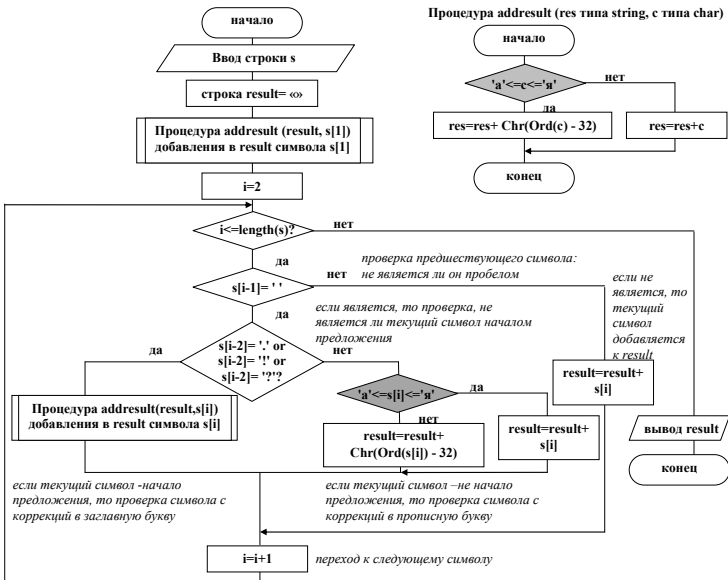 начало
Ввод строки s
строка result= «»
Процедура addresult (result, s[1])
добавления в result символа s[1]
i=2
i<=length(s)?
нет
да
s[i-1]= ' '
нет
да
проверка предшествующего символа:
не является ли он пробелом
если является, то проверка, не
является ли текущий символ началом
предложения
если не
является, то
текущий
символ
добавляется
к result
s[i-2]= '.' or
s[i-2]= '!' or
s[i-2]= '?'?
да
нет
Процедура addresult(result,s[i])
добавления в result символа s[i]
'а'<=s[i]<='я'
да
нет
result=result+
Chr(Ord(s[i]) - 32)
result=result+
s[i]
result=result+
s[i]
вывод result
конец
если текущий символ -начало
предложения, то проверка символа с
коррекций в заглавную букву
если текущий символ –не начало
предложения, то проверка символа с
коррекций в прописную букву
i=i+1
переход к следующему символу
Процедура addresult (res типа string, c типа char)
начало
'а'<=c<='я'
нет
да
res=res+ Chr(Ord(c) - 32)
res=res+c
конец